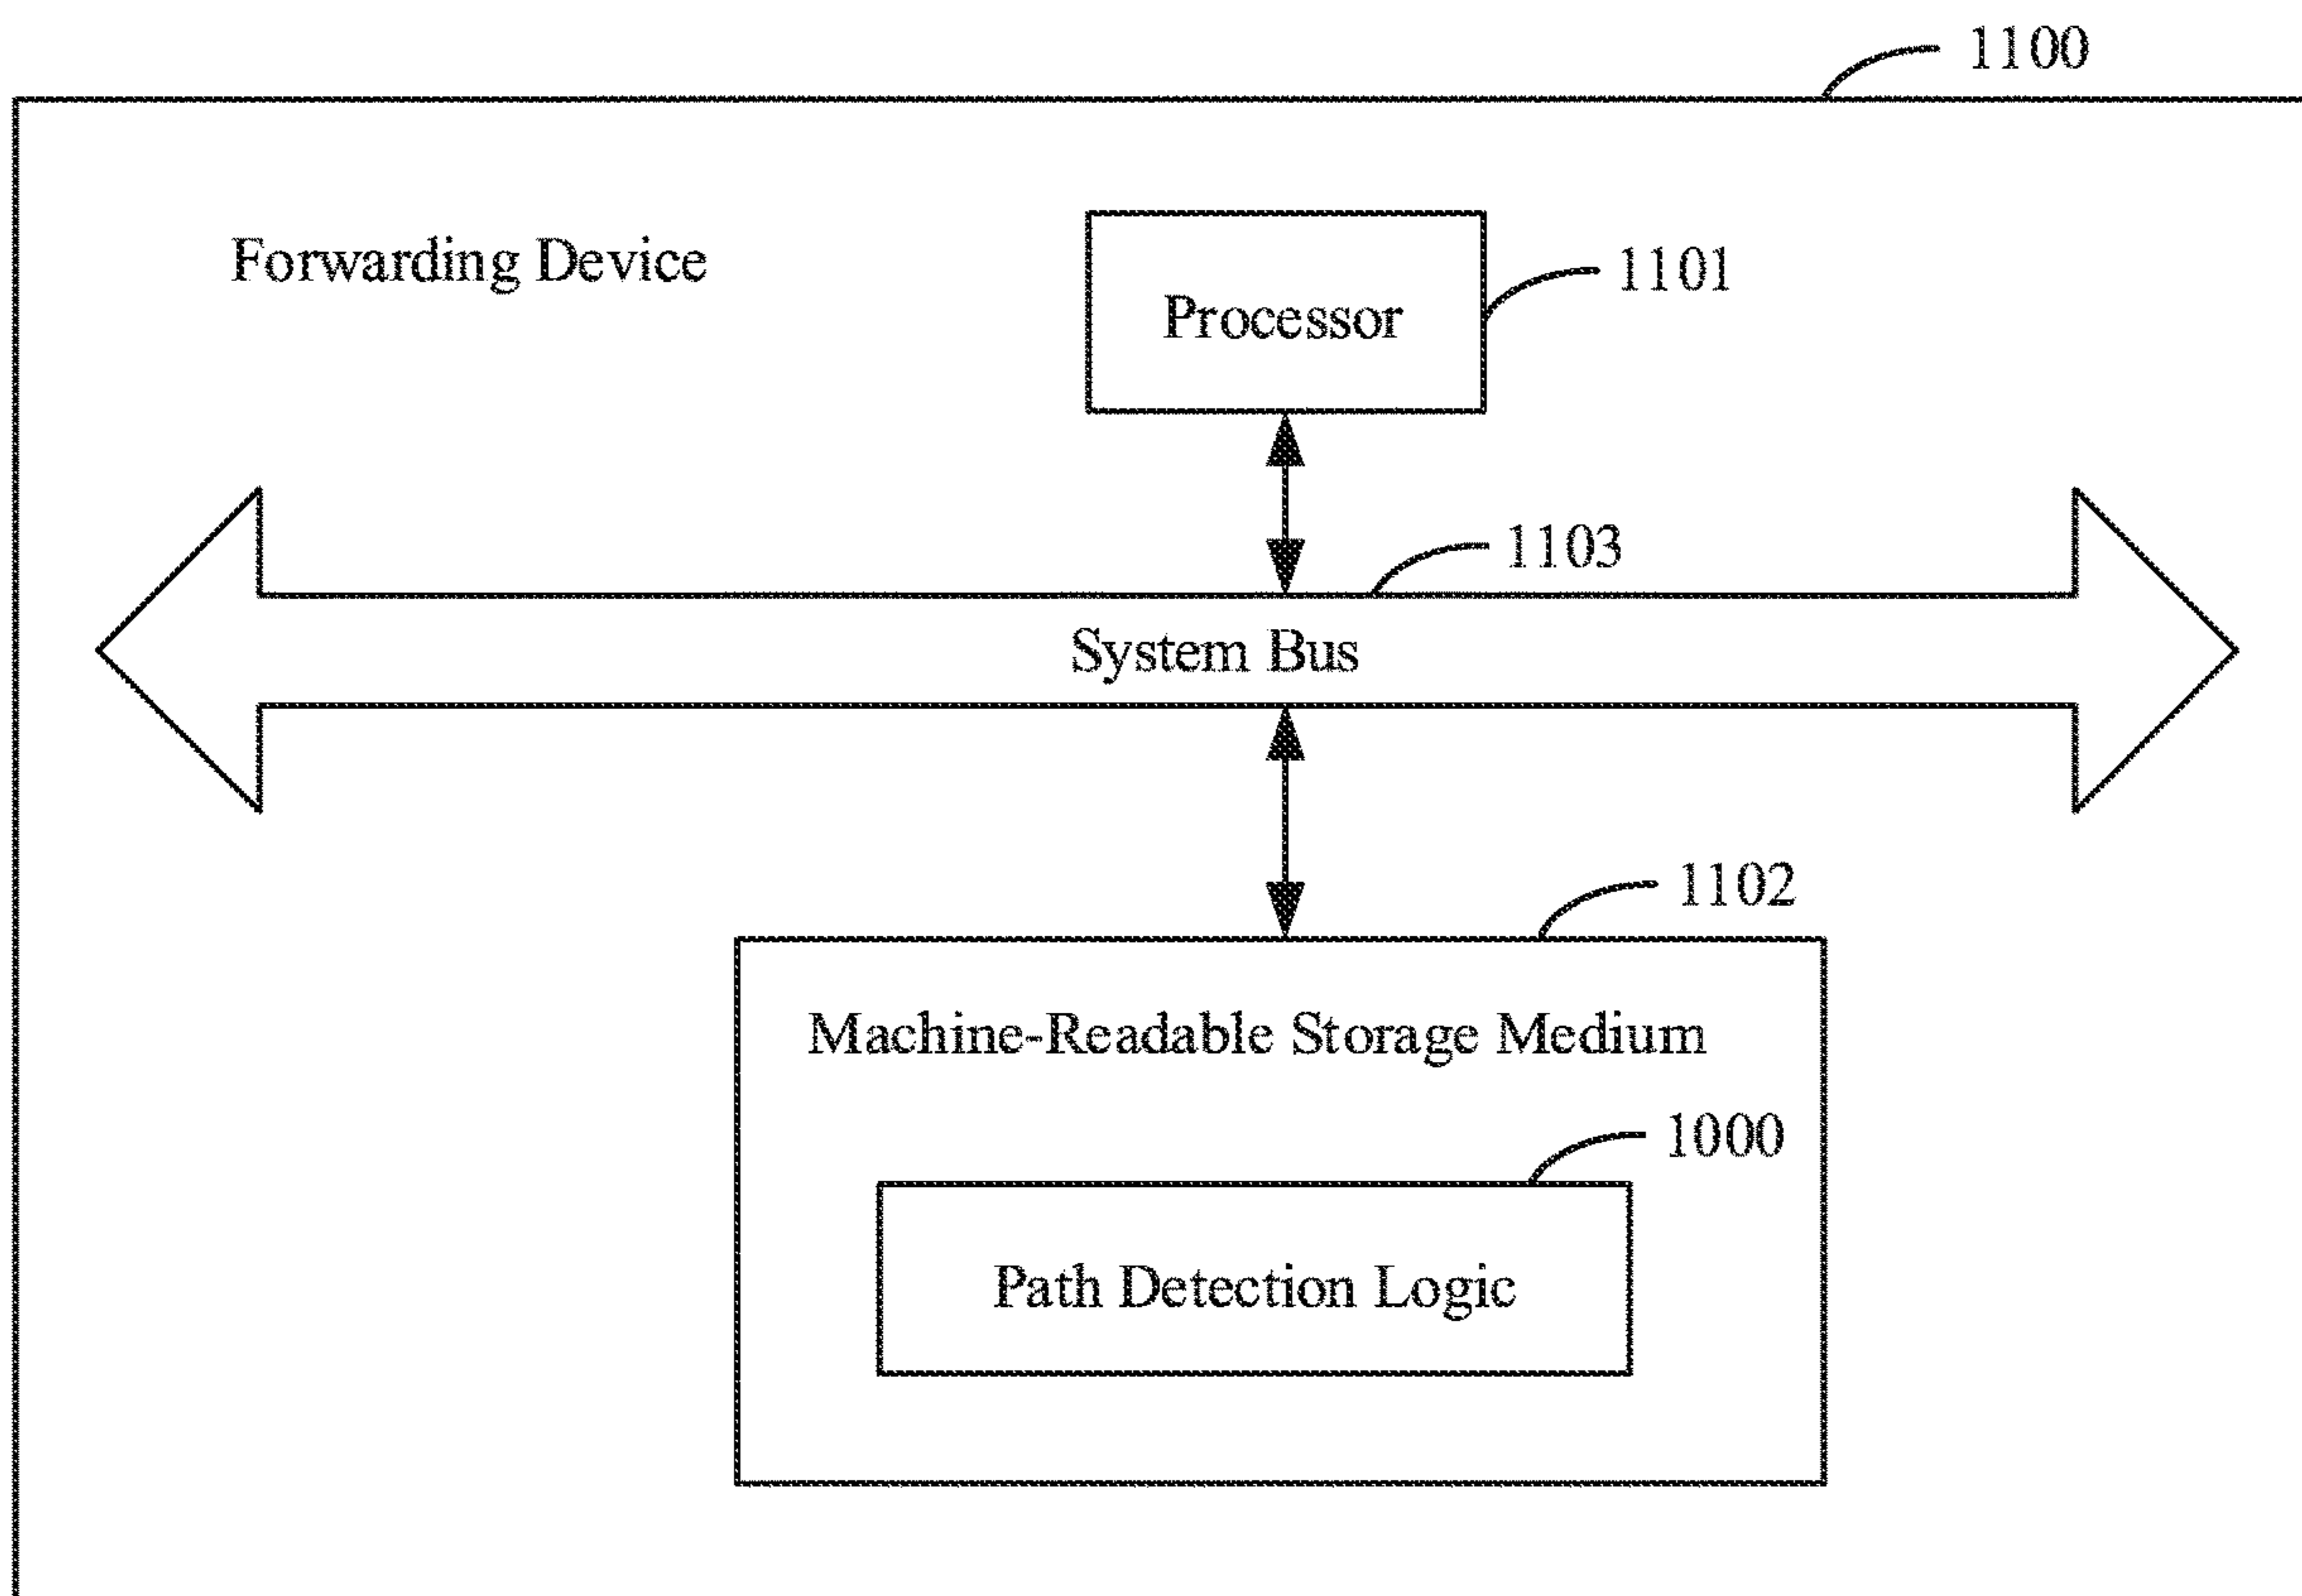 1100
Forwarding Device
Processor
1101
1103
System Bus
1102
Machine-Readable Storage Medium
1000
Path Detection Logic